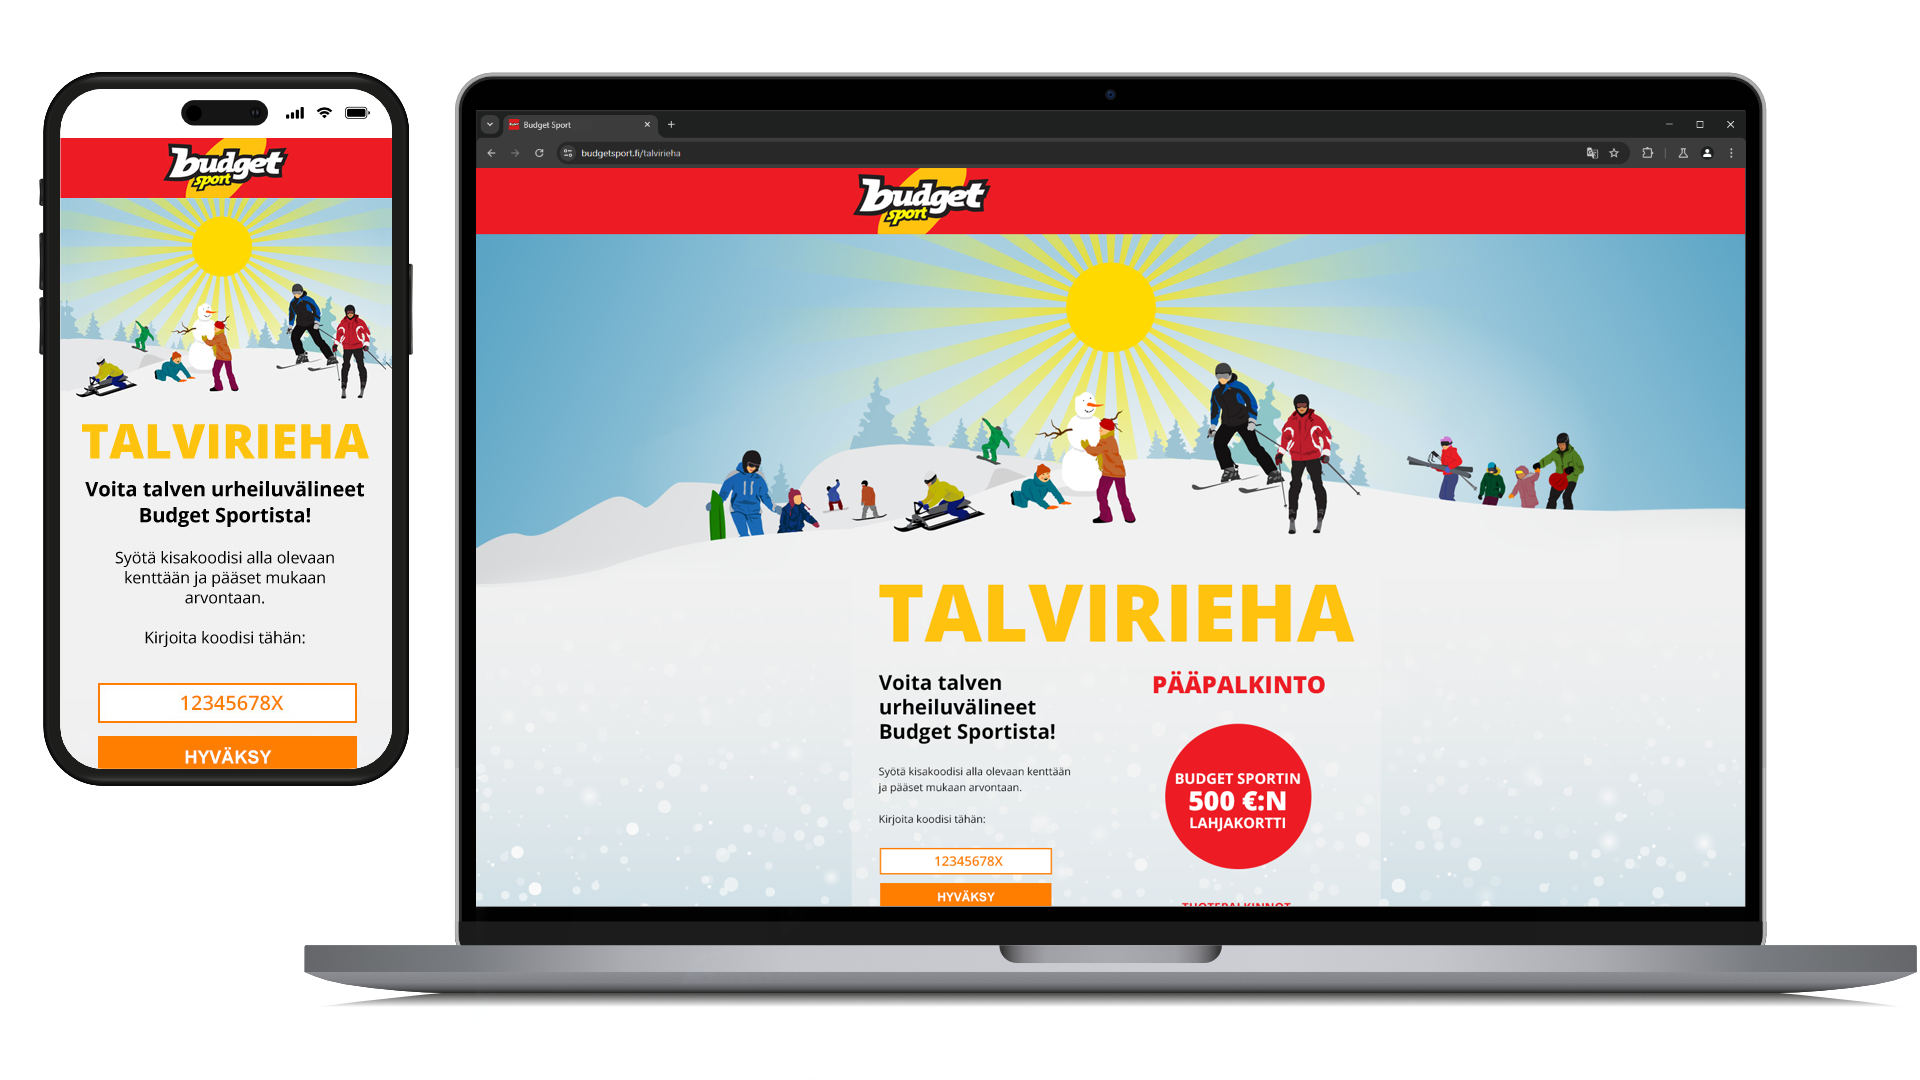 budget
sport
TALVIRIEHA
Voita talven urheiluvälineet
Budget Sportista!
Syötä kisakoodisi alla olevaan
kenttään ja pääset mukaan
arvontaan.
Kirjoita koodisi tähän:
12345678X
HYVÄKSY
Budget Sport
budgetsport.fi/talvirieha
budget
sport
TALVIRIEHA
Voita talven
urheiluvälineet
Budget Sportista!
Syötä kisakoodisi alla olevaan kenttään
ja pääset mukaan arvontaan.
Kirjoita koodisi tähän:
12345678X
HYVÄKSY
PÄÄPALKINTO
BUDGET SPORTIN
500 €:N
LAHJAKORTTI
TUOTEPALKINNOT